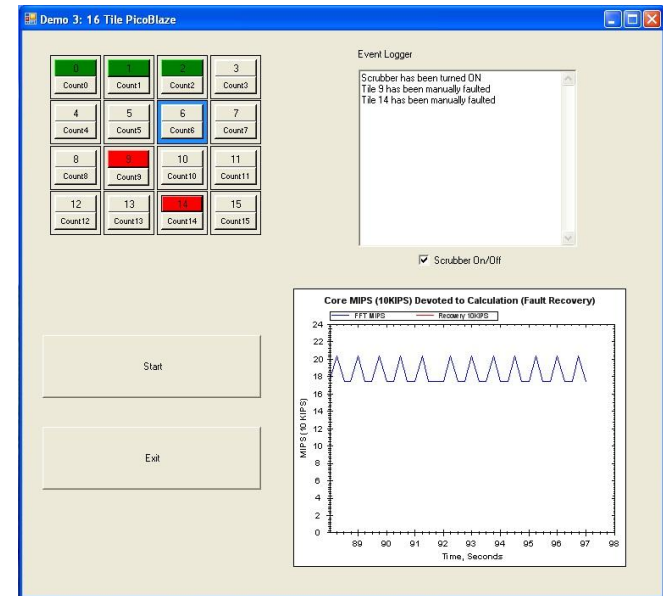 Demo 3: 16 Tile PicoBlaze
0 1 2 3
Count0 Count1 Count2 Count3
4 5 6 7
Count4 Count5 Count6 Count7
8 9 10 11
Count8 Count9 Count10 Count11
12 13 14 15
Count12 Count13 Count14 Count15
Event Logger
Scrubber has been turned ON
Tile 9 has been manually faulted
Tile 14 has been manually faulted
Scrubber On/Off
Start
Exit
Core MIPS (10KIPS) Devoted to Calculation (Fault Recovery)
FFT MIPS Recovery 10KIPS
MIPS (10 KIPS)
24
22
20
18
16
14
12
10
8
6
4
2
0
89 90 91 92 93 94 95 96 97 98
Time, Seconds